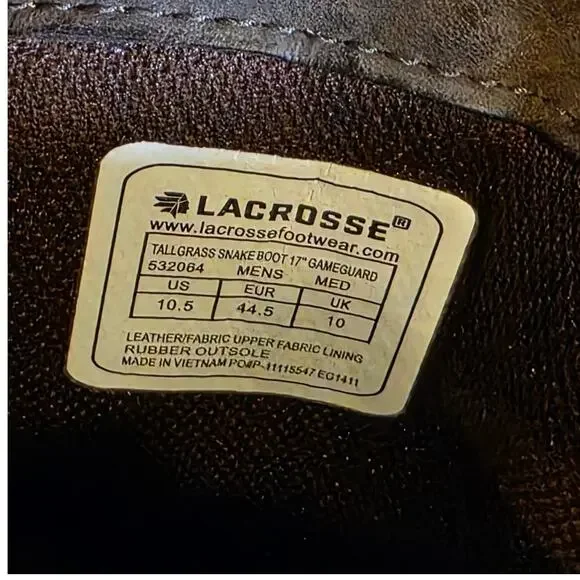 LACROSSE®
www.lacrossefootwear.com
TALLGRASS SNAKE BOOT 17" GAMEGUARD
532064 MENS MED
US EUR UK
10.5 44.5 10
LEATHER/FABRIC UPPER FABRIC LINING
RUBBER OUTSOLE
MADE IN VIETNAM PO#P-11115547 EG1411